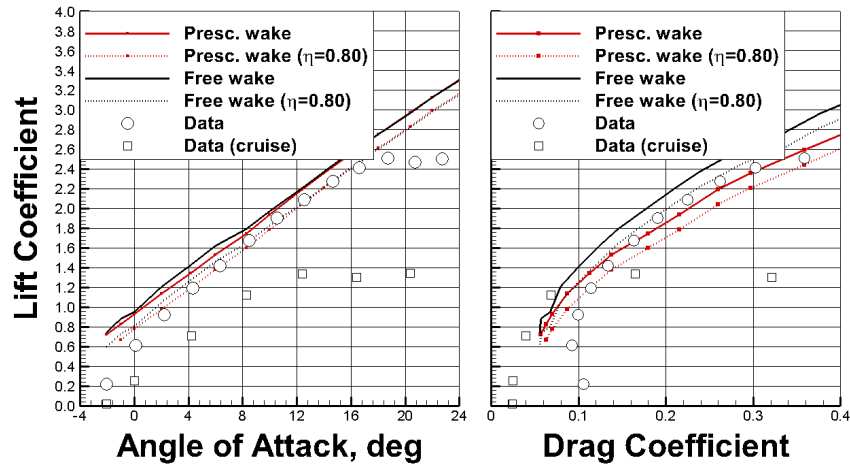 Lift Coefficient
4.0
3.8
3.6
3.4
3.2
3.0
2.8
2.6
2.4
2.2
2.0
1.8
1.6
1.4
1.2
1.0
0.8
0.6
0.4
0.2
0.0
Presc. wake
Presc. wake (η=0.80)
Free wake
Free wake (η=0.80)
Data
Data (cruise)
-4 0 4 8 12 16 20 24
Angle of Attack, deg
Presc. wake
Presc. wake (η=0.80)
Free wake
Free wake (η=0.80)
Data
Data (cruise)
0 0.1 0.2 0.3 0.4
Drag Coefficient